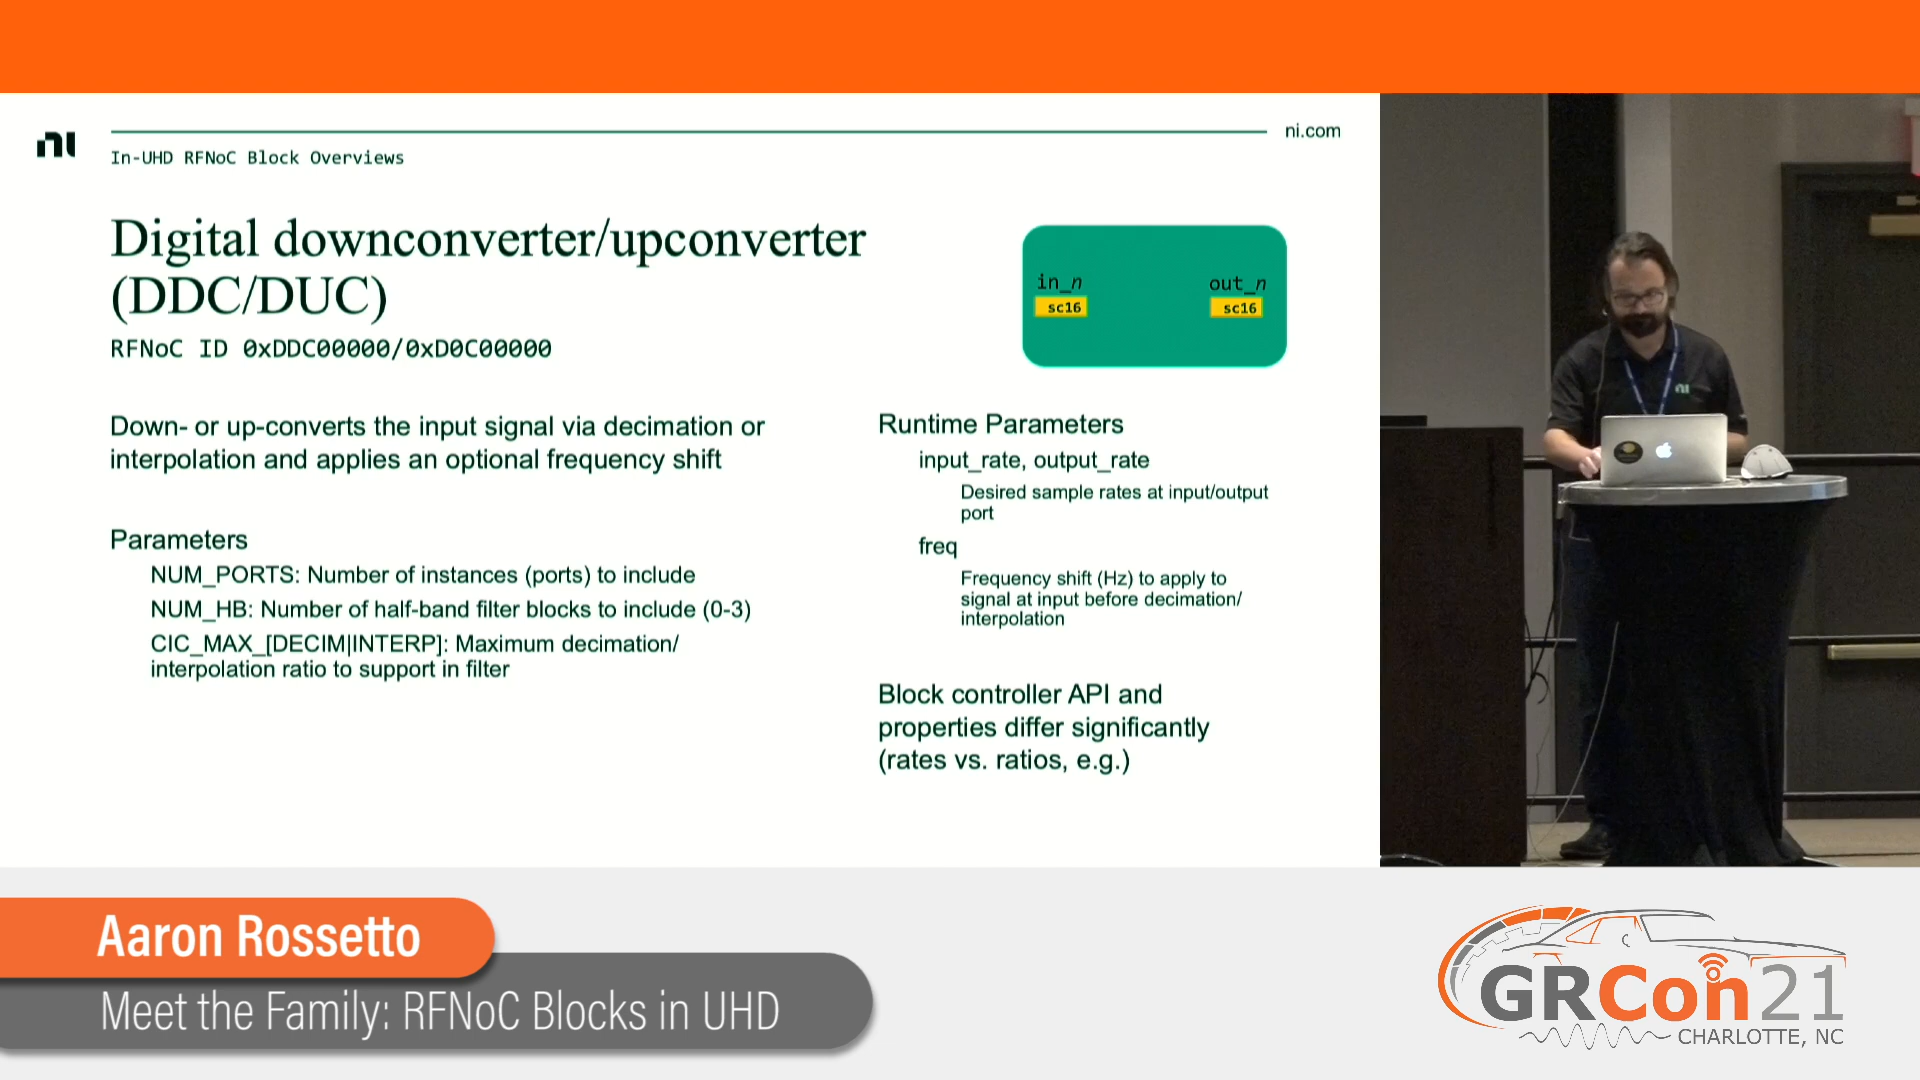 ni
ni.com
In-UHD RFNoC Block Overviews
Digital downconverter/upconverter
(DDC/DUC)
RFNoC ID 0xDDC00000/0xD0C00000
in_n
out_n
sc16
sc16
Down- or up-converts the input signal via decimation or
interpolation and applies an optional frequency shift
Parameters
NUM_PORTS: Number of instances (ports) to include
NUM_HB: Number of half-band filter blocks to include (0-3)
CIC_MAX_[DECIM|INTERP]: Maximum decimation/
interpolation ratio to support in filter
Runtime Parameters
input_rate, output_rate
Desired sample rates at input/output
port
freq
Frequency shift (Hz) to apply to
signal at input before decimation/
interpolation
Block controller API and
properties differ significantly
(rates vs. ratios, e.g.)
ni
Aaron Rossetto
Meet the Family: RFNoC Blocks in UHD
GRCon21
CHARLOTTE, NC